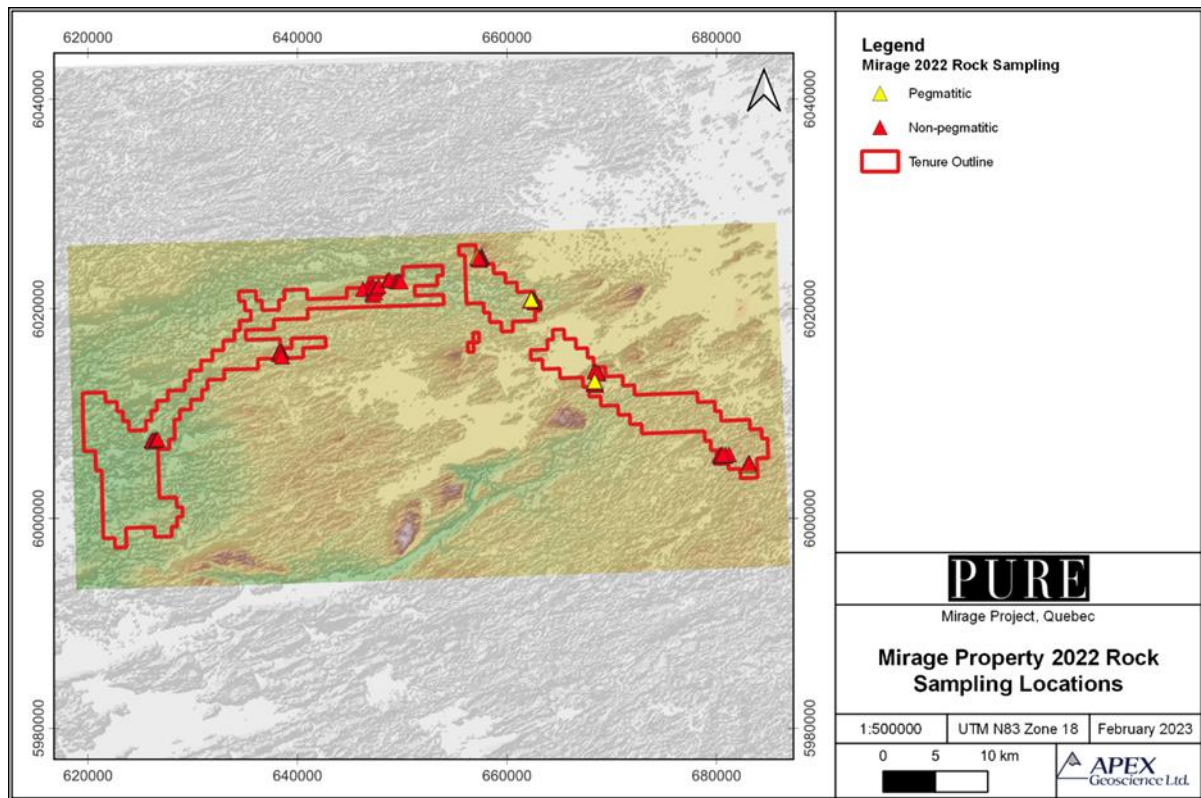 620000 640000 660000 680000
6040000 6040000
6020000 6020000
6000000 6000000
5980000 5980000
620000 640000 660000 680000
Legend
Mirage 2022 Rock Sampling
Pegmatitic
Non-pegmatitic
Tenure Outline
PURE
Mirage Project, Quebec
Mirage Property 2022 Rock
Sampling Locations
1:500000 UTM N83 Zone 18 February 2023
0 5 10 km
APEX
Geoscience Ltd.